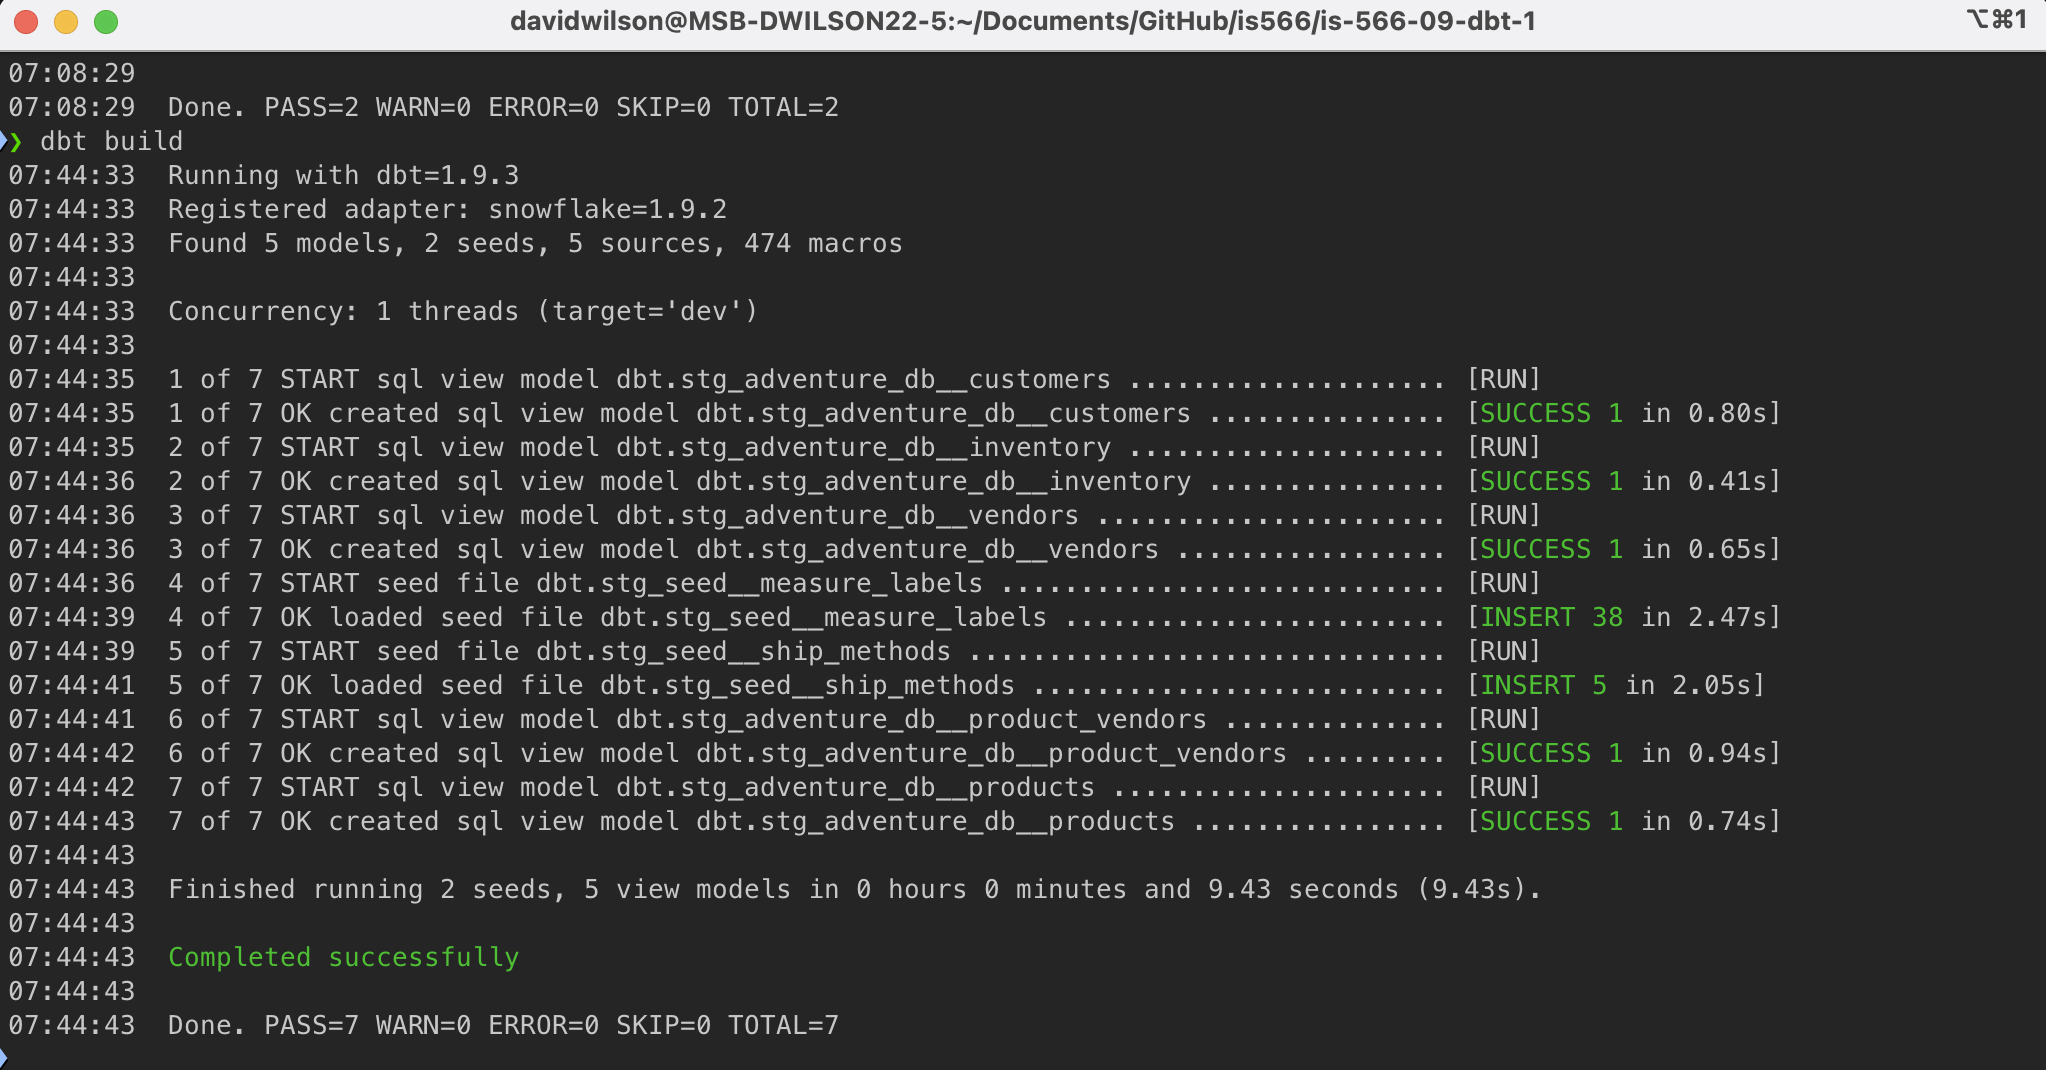 davidwilson@MSB-DWILSON22-5:~/Documents/GitHub/is566/is-566-09-dbt-1 ⌥⌘1
07:08:29
07:08:29  Done. PASS=2 WARN=0 ERROR=0 SKIP=0 TOTAL=2
❯ dbt build
07:44:33  Running with dbt=1.9.3
07:44:33  Registered adapter: snowflake=1.9.2
07:44:33  Found 5 models, 2 seeds, 5 sources, 474 macros
07:44:33
07:44:33  Concurrency: 1 threads (target='dev')
07:44:33
07:44:35  1 of 7 START sql view model dbt.stg_adventure_db__customers .................... [RUN]
07:44:35  1 of 7 OK created sql view model dbt.stg_adventure_db__customers ............... [SUCCESS 1 in 0.80s]
07:44:35  2 of 7 START sql view model dbt.stg_adventure_db__inventory .................... [RUN]
07:44:36  2 of 7 OK created sql view model dbt.stg_adventure_db__inventory ............... [SUCCESS 1 in 0.41s]
07:44:36  3 of 7 START sql view model dbt.stg_adventure_db__vendors ...................... [RUN]
07:44:36  3 of 7 OK created sql view model dbt.stg_adventure_db__vendors ................. [SUCCESS 1 in 0.65s]
07:44:36  4 of 7 START seed file dbt.stg_seed__measure_labels ............................ [RUN]
07:44:39  4 of 7 OK loaded seed file dbt.stg_seed__measure_labels ........................ [INSERT 38 in 2.47s]
07:44:39  5 of 7 START seed file dbt.stg_seed__ship_methods .............................. [RUN]
07:44:41  5 of 7 OK loaded seed file dbt.stg_seed__ship_methods .......................... [INSERT 5 in 2.05s]
07:44:41  6 of 7 START sql view model dbt.stg_adventure_db__product_vendors .............. [RUN]
07:44:42  6 of 7 OK created sql view model dbt.stg_adventure_db__product_vendors ......... [SUCCESS 1 in 0.94s]
07:44:42  7 of 7 START sql view model dbt.stg_adventure_db__products ..................... [RUN]
07:44:43  7 of 7 OK created sql view model dbt.stg_adventure_db__products ................ [SUCCESS 1 in 0.74s]
07:44:43
07:44:43  Finished running 2 seeds, 5 view models in 0 hours 0 minutes and 9.43 seconds (9.43s).
07:44:43
07:44:43  Completed successfully
07:44:43
07:44:43  Done. PASS=7 WARN=0 ERROR=0 SKIP=0 TOTAL=7